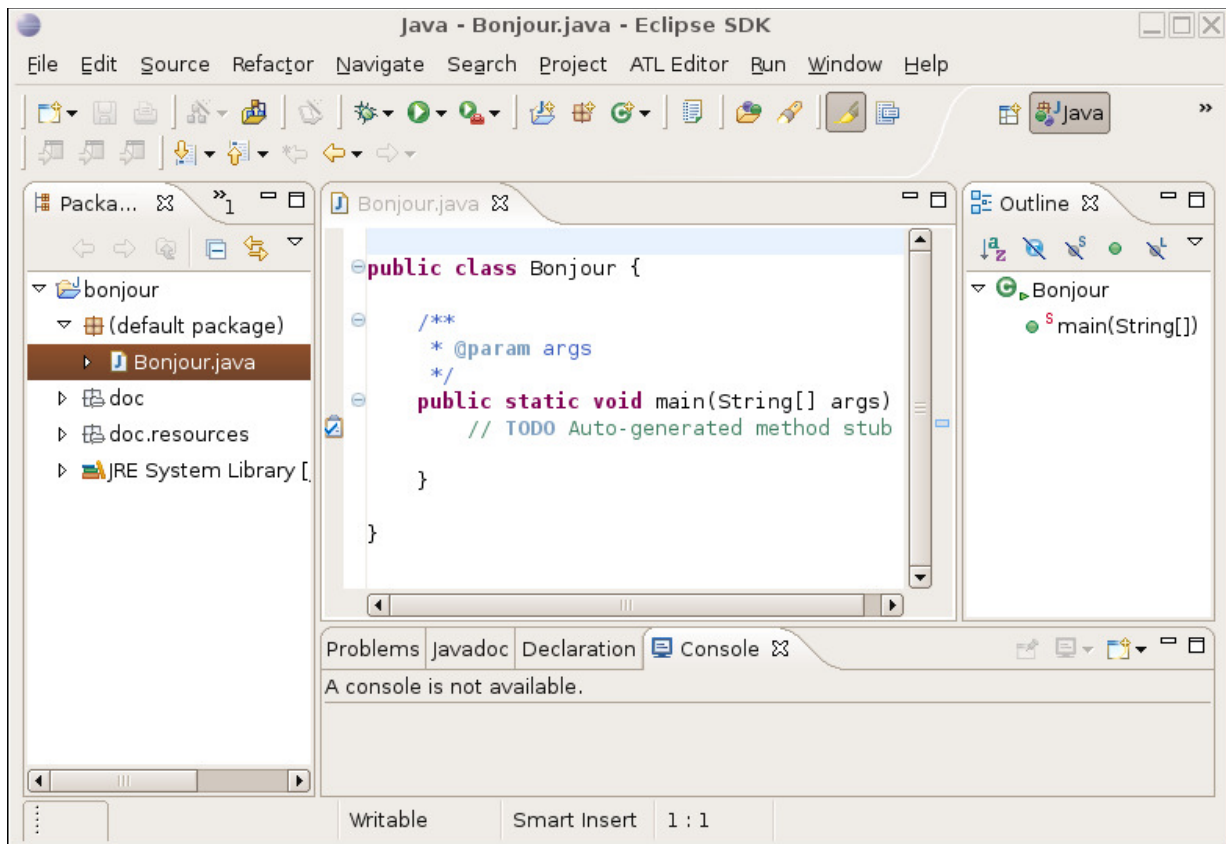 Java - Bonjour.java - Eclipse SDK
File Edit Source Refactor Navigate Search Project ATL Editor Run Window Help
Java »
Packa... »1
bonjour
(default package)
Bonjour.java
doc
doc.resources
JRE System Library [
Bonjour.java
public class Bonjour {
/**
* @param args
*/
public static void main(String[] args)
// TODO Auto-generated method stub
}
}
Outline
Bonjour
S main(String[])
Problems Javadoc Declaration Console
A console is not available.
Writable Smart Insert 1 : 1